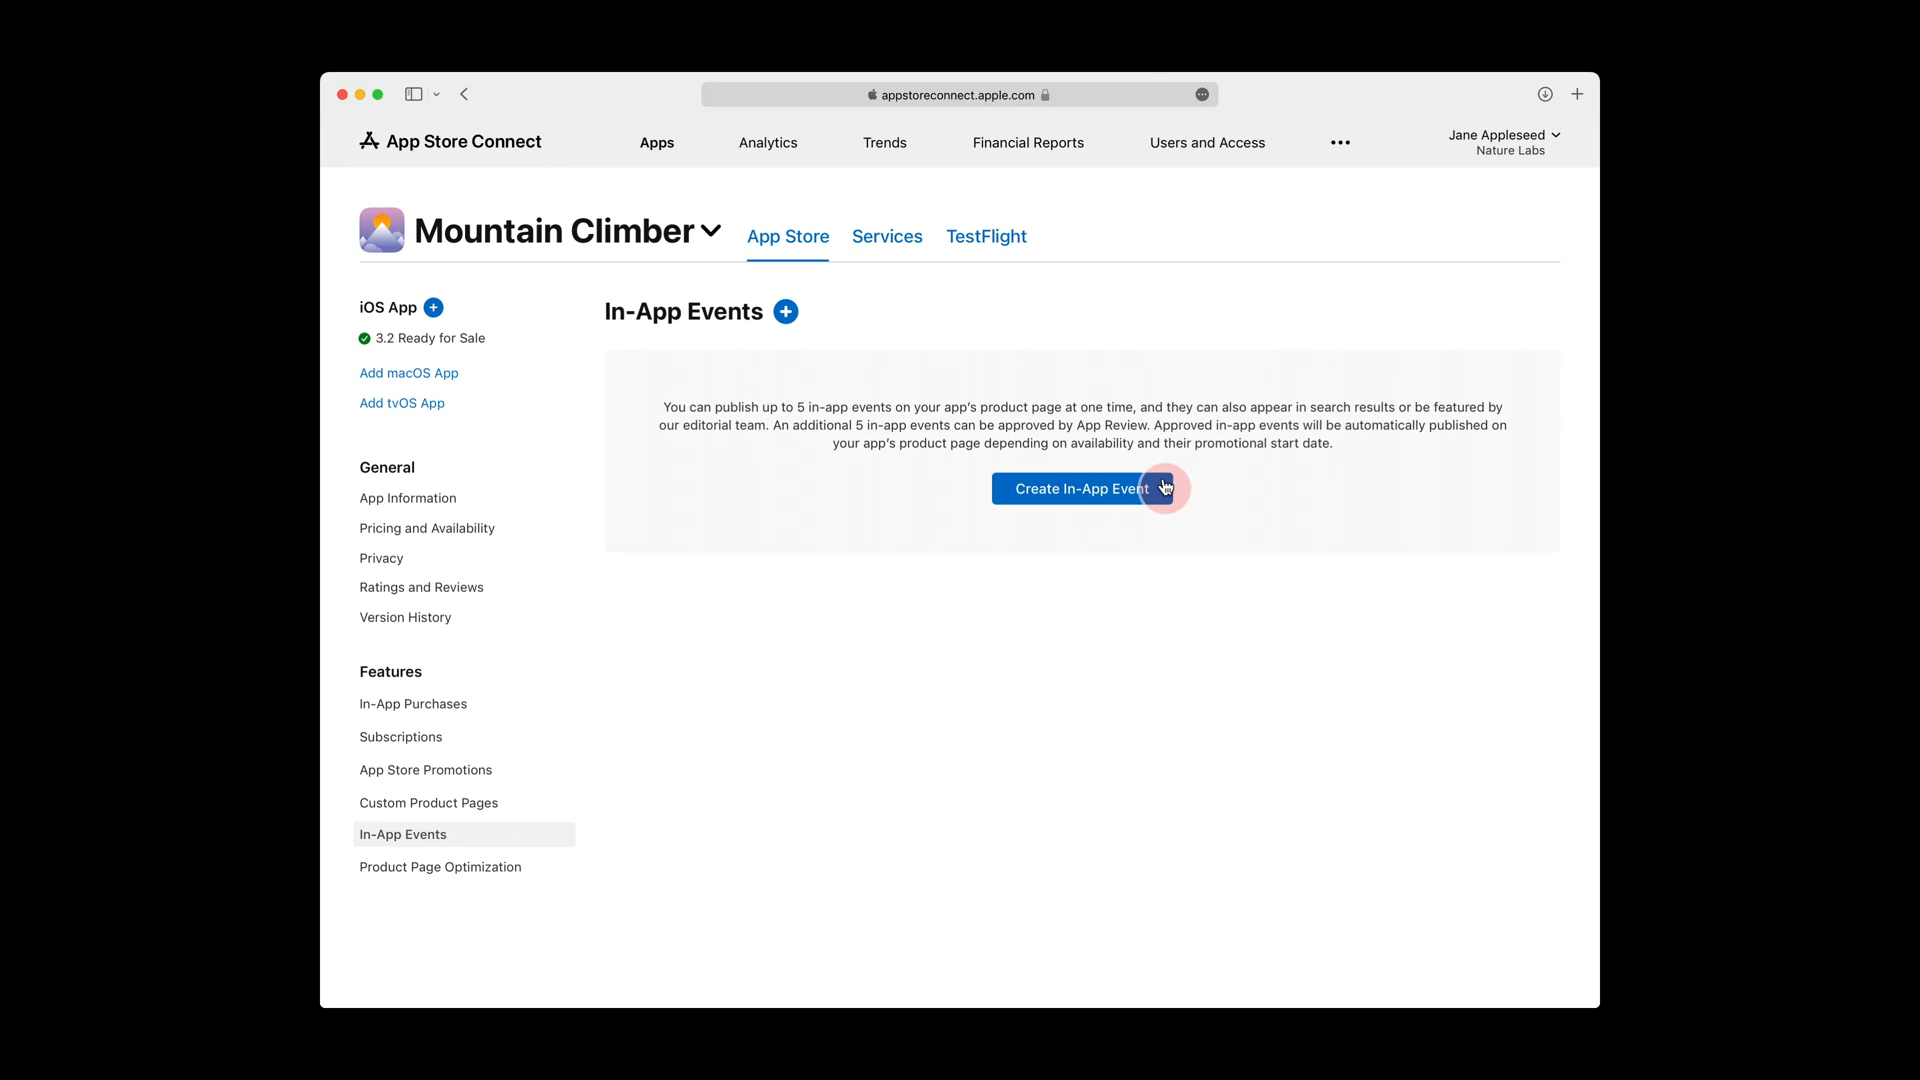 appstoreconnect.apple.com
App Store Connect
Apps
Analytics
Trends
Financial Reports
Users and Access
Jane Appleseed
Nature Labs
Mountain Climber
App Store
Services
TestFlight
iOS App
3.2 Ready for Sale
Add macOS App
Add tvOS App
General
App Information
Pricing and Availability
Privacy
Ratings and Reviews
Version History
Features
In-App Purchases
Subscriptions
App Store Promotions
Custom Product Pages
In-App Events
Product Page Optimization
In-App Events
You can publish up to 5 in-app events on your app’s product page at one time, and they can also appear in search results or be featured by
our editorial team. An additional 5 in-app events can be approved by App Review. Approved in-app events will be automatically published on
your app’s product page depending on availability and their promotional start date.
Create In-App Event